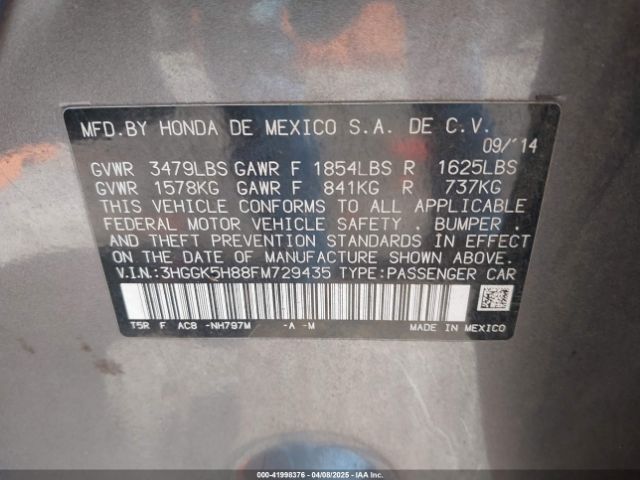 MFD.BY HONDA DE MEXICO S.A. DE C.V.
09/'14
GVWR 3479LBS GAWR F 1854LBS R 1625LBS
GVWR 1578KG GAWR F 841KG R 737KG
THIS VEHICLE CONFORMS TO ALL APPLICABLE
FEDERAL MOTOR VEHICLE SAFETY . BUMPER .
AND THEFT PREVENTION STANDARDS IN EFFECT
ON THE DATE OF MANUFACTURE SHOWN ABOVE.
V.I.N.:3HGGK5H88FM729435 TYPE:PASSENGER CAR
T5R F AC8 -NH797M -A -M
MADE IN MEXICO
000-41998376 | 04/08/2025 | IAA, Inc.